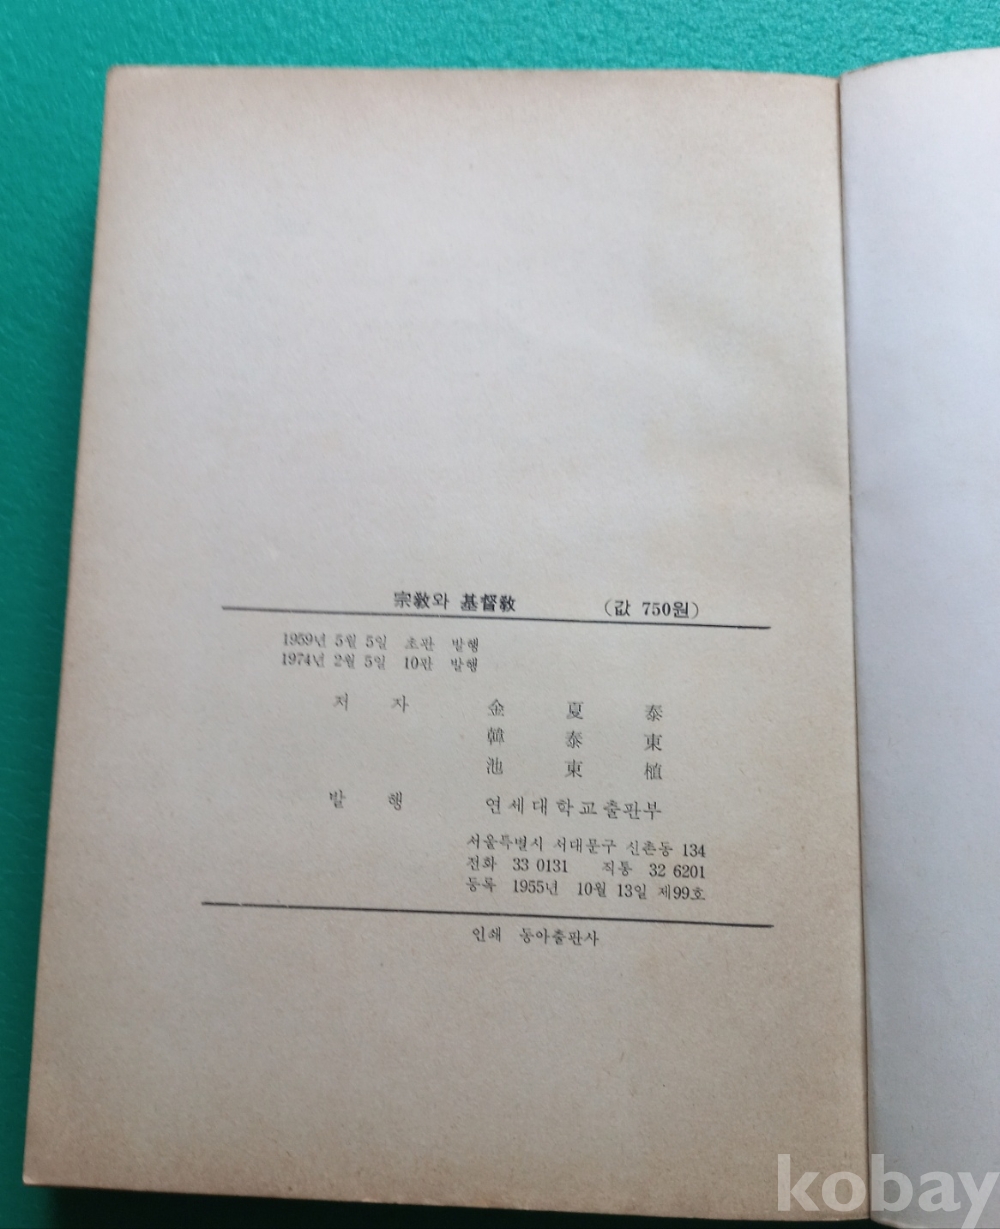 宗敎와 基督敎 (값 750원)
1959년 5월 5일 초판 발행
1974년 2월 5일 10판 발행
저 자 金 夏 泰
韓 泰 東
池 東 植
발 행 연세대학교출판부
서울특별시 서대문구 신촌동 134
전화 33 0131 직통 32 6201
등록 1955년 10월 13일 제99호
인쇄 동아출판사
kobay